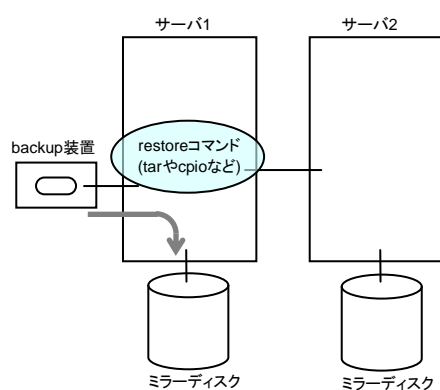 サーバ1
サーバ2
backup装置
restoreコマンド
(tarやcpioなど)
ミラーディスク
ミラーディスク